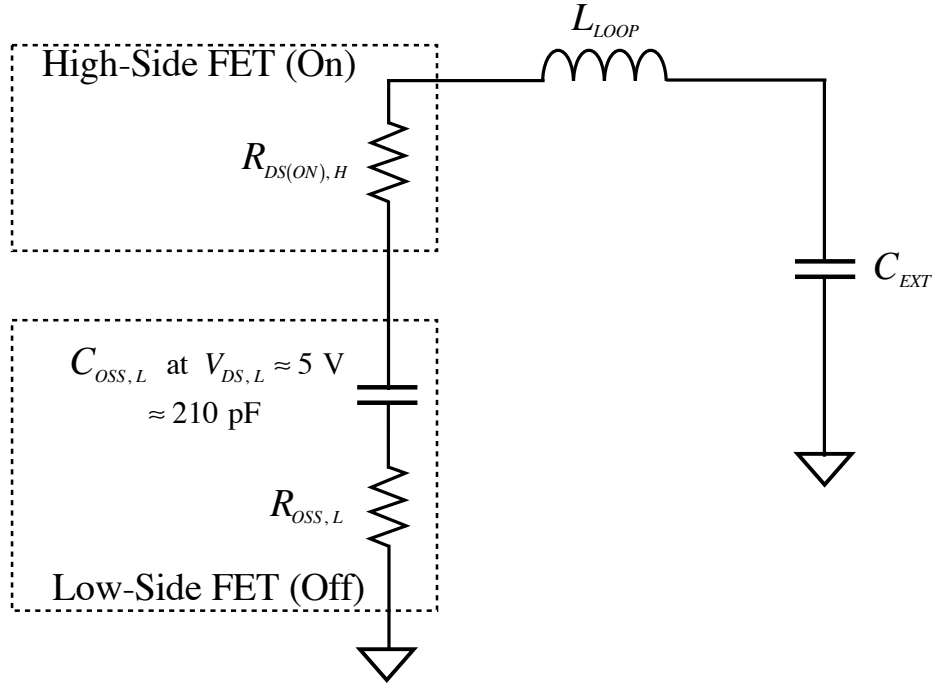 L_LOOP
High-Side FET (On)
R_DS(ON), H
C_EXT
C_OSS, L at V_DS, L ≈ 5 V
≈ 210 pF
R_OSS, L
Low-Side FET (Off)